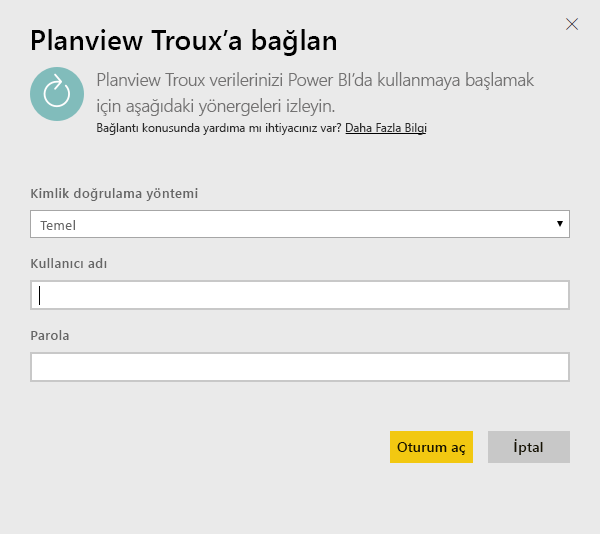 Planview Troux’a bağlan
Planview Troux verilerinizi Power BI’da kullanmaya başlamak
için aşağıdaki yönergeleri izleyin.
Bağlantı konusunda yardıma mı ihtiyacınız var? Daha Fazla Bilgi
Kimlik doğrulama yöntemi
Temel
Kullanıcı adı
Parola
Oturum aç İptal